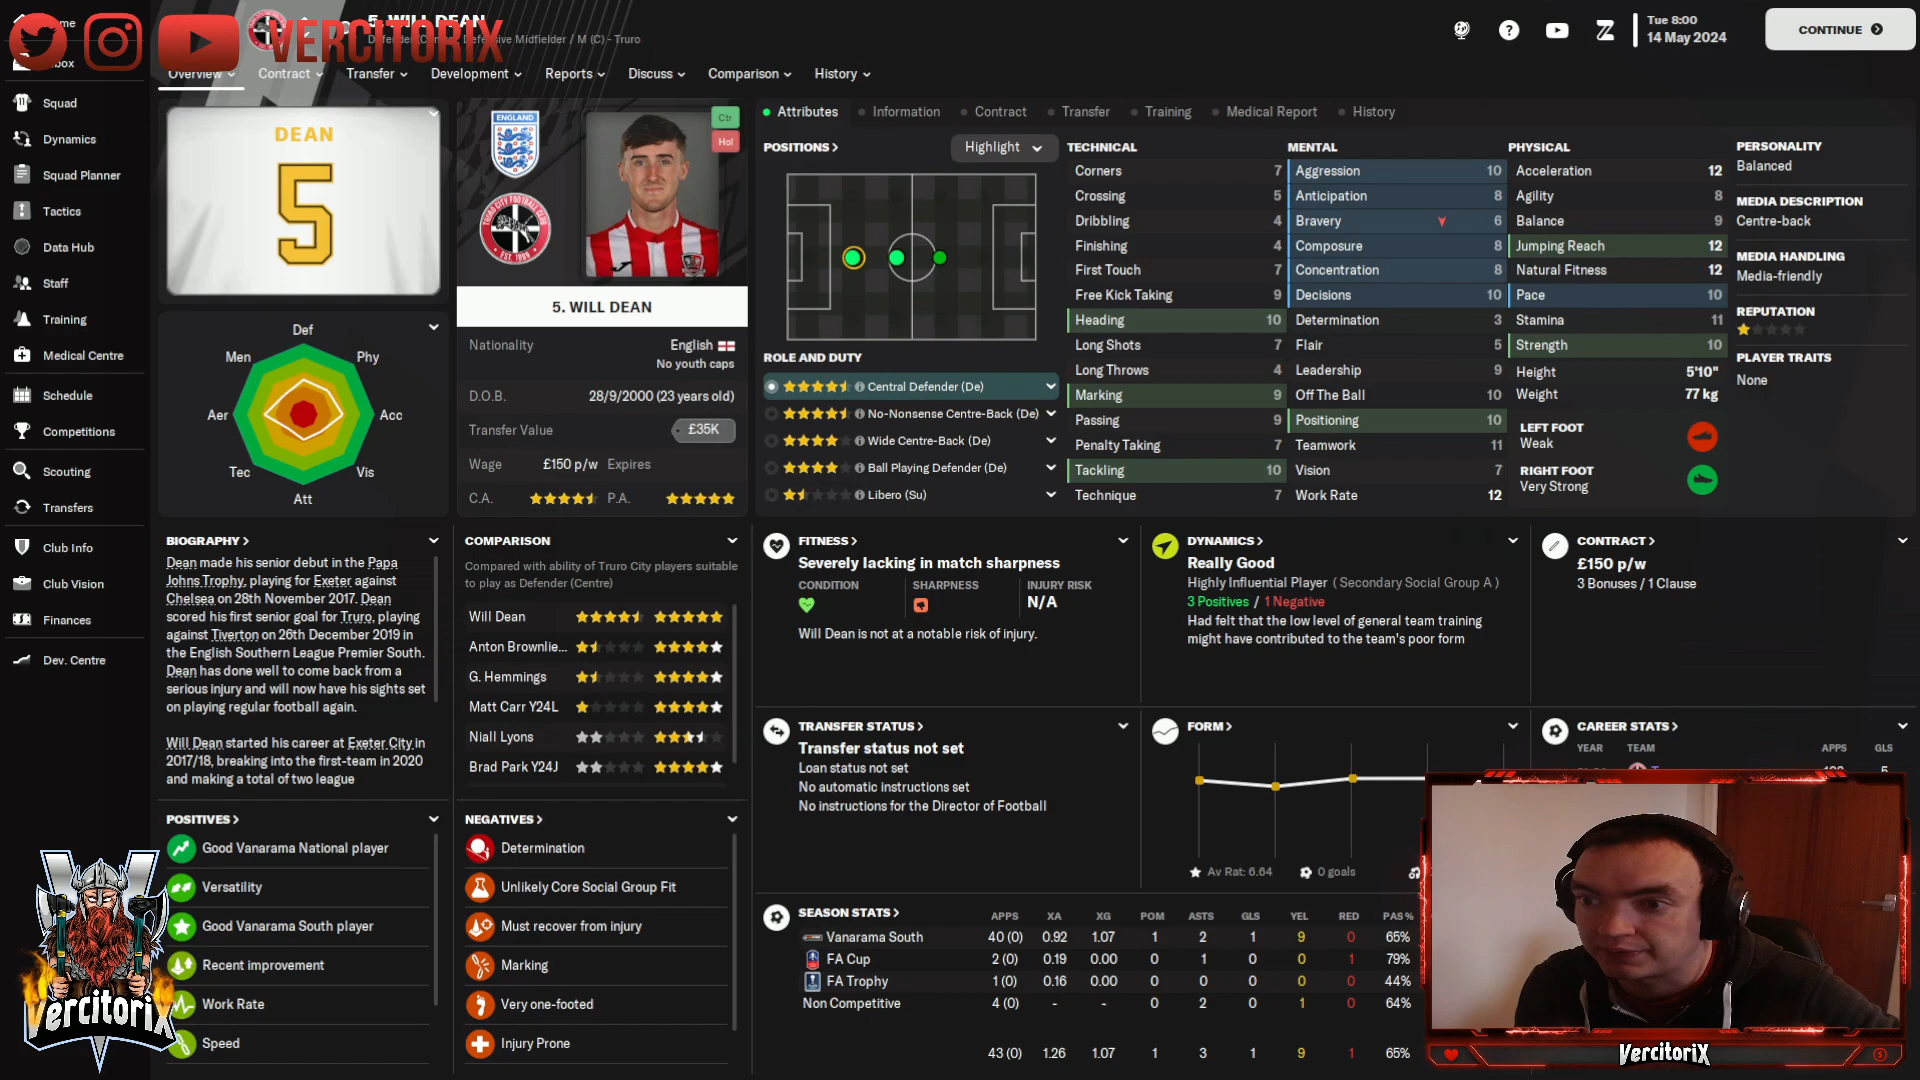 5. WILL DEAN
VERCITORIX
Tue 8:00
14 May 2024
CONTINUE
Overview
Contract
Transfer
Development
Reports
Discuss
Comparison
History
Squad
Dynamics
Squad Planner
Tactics
Data Hub
Staff
Training
Medical Centre
Schedule
Competitions
Scouting
Transfers
Club Info
Club Vision
Finances
Dev. Centre
DEAN
5
Def
Phy
Acc
Vis
Att
Tec
Aer
Men
ENGLAND
TRURO CITY FOOTBALL CLUB
EST. 1889
Ctr
Hol
5. WILL DEAN
Nationality English
No youth caps
D.O.B. 28/9/2000 (23 years old)
Transfer Value £35K
Wage £150 p/w Expires
C.A. P.A.
Attributes
Information
Contract
Transfer
Training
Medical Report
History
POSITIONS >
Highlight
ROLE AND DUTY
Central Defender (De)
No-Nonsense Centre-Back (De)
Wide Centre-Back (De)
Ball Playing Defender (De)
Libero (Su)
TECHNICAL
Corners 7
Crossing 5
Dribbling 4
Finishing 4
First Touch 7
Free Kick Taking 9
Heading 10
Long Shots 7
Long Throws 4
Marking 9
Passing 9
Penalty Taking 7
Tackling 10
Technique 7
MENTAL
Aggression 10
Anticipation 8
Bravery 6
Composure 8
Concentration 8
Decisions 10
Determination 3
Flair 5
Leadership 9
Off The Ball 10
Positioning 10
Teamwork 11
Vision 7
Work Rate 12
PHYSICAL
Acceleration 12
Agility 8
Balance 9
Jumping Reach 12
Natural Fitness 12
Pace 10
Stamina 11
Strength 10
Height 5'10"
Weight 77 kg
LEFT FOOT
Weak
RIGHT FOOT
Very Strong
PERSONALITY
Balanced
MEDIA DESCRIPTION
Centre-back
MEDIA HANDLING
Media-friendly
REPUTATION
PLAYER TRAITS
None
BIOGRAPHY >
Dean made his senior debut in the Papa
Johns Trophy, playing for Exeter against
Chelsea on 28th November 2017. Dean
scored his first senior goal for Truro, playing
against Tiverton on 26th December 2019 in
the English Southern League Premier South.
Dean has done well to come back from a
serious injury and will now have his sights set
on playing regular football again.
Will Dean started his career at Exeter City in
2017/18, breaking into the first-team in 2020
and making a total of two league
COMPARISON
Compared with ability of Truro City players suitable
to play as Defender (Centre)
Will Dean
Anton Brownlie...
G. Hemmings
Matt Carr Y24L
Niall Lyons
Brad Park Y24J
FITNESS >
Severely lacking in match sharpness
CONDITION
SHARPNESS
INJURY RISK
N/A
Will Dean is not at a notable risk of injury.
DYNAMICS >
Really Good
Highly Influential Player ( Secondary Social Group A )
3 Positives / 1 Negative
Had felt that the low level of general team training
might have contributed to the team's poor form
CONTRACT >
£150 p/w
3 Bonuses / 1 Clause
TRANSFER STATUS >
Transfer status not set
Loan status not set
No automatic instructions set
No instructions for the Director of Football
FORM >
Av Rat: 6.64
0 goals
CAREER STATS >
YEAR TEAM APPS GLS
POSITIVES >
Good Vanarama National player
Versatility
Good Vanarama South player
Recent improvement
Work Rate
Speed
NEGATIVES >
Determination
Unlikely Core Social Group Fit
Must recover from injury
Marking
Very one-footed
Injury Prone
SEASON STATS > APPS XA XG POM ASTS GLS YEL RED PAS %
Vanarama South 40 (0) 0.92 1.07 1 2 1 9 0 65%
FA Cup 2 (0) 0.19 0.00 0 1 0 0 1 79%
FA Trophy 1 (0) 0.16 0.00 0 0 0 0 0 44%
Non Competitive 4 (0) - - 0 2 0 1 0 64%
43 (0) 1.26 1.07 1 3 1 9 1 65%
VercitoriX
VercitoriX